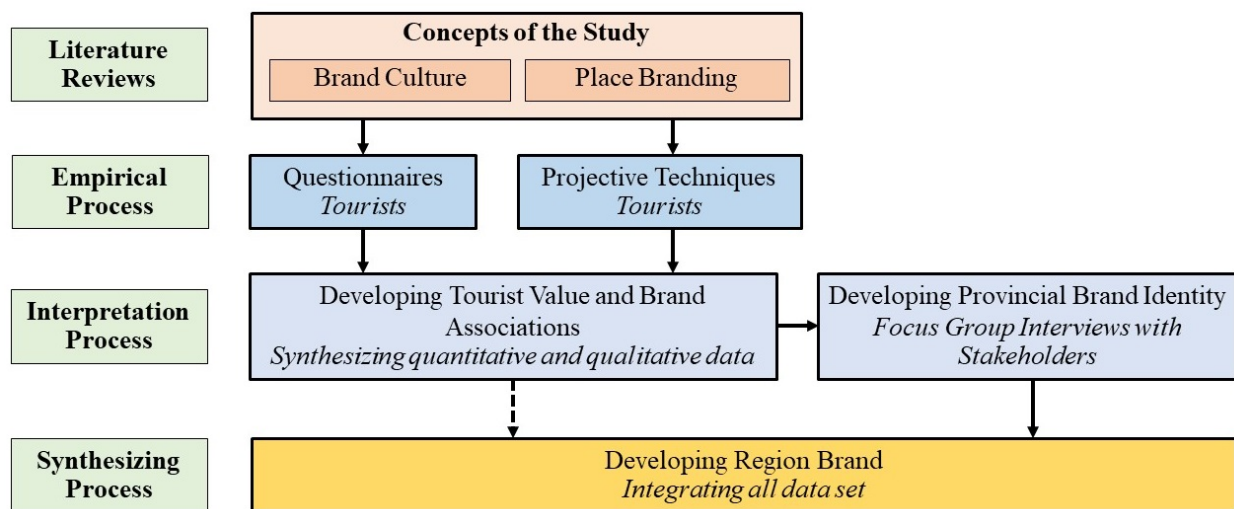 Literature
Reviews
Concepts of the Study
Brand Culture
Place Branding
Empirical
Process
Questionnaires
Tourists
Projective Techniques
Tourists
Interpretation
Process
Developing Tourist Value and Brand
Associations
Synthesizing quantitative and qualitative data
Developing Provincial Brand Identity
Focus Group Interviews with
Stakeholders
Synthesizing
Process
Developing Region Brand
Integrating all data set